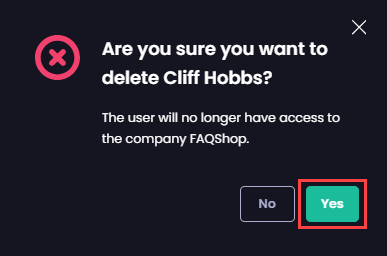 Are you sure you want to
delete Cliff Hobbs?
The user will no longer have access to
the company FAQShop.
No
Yes